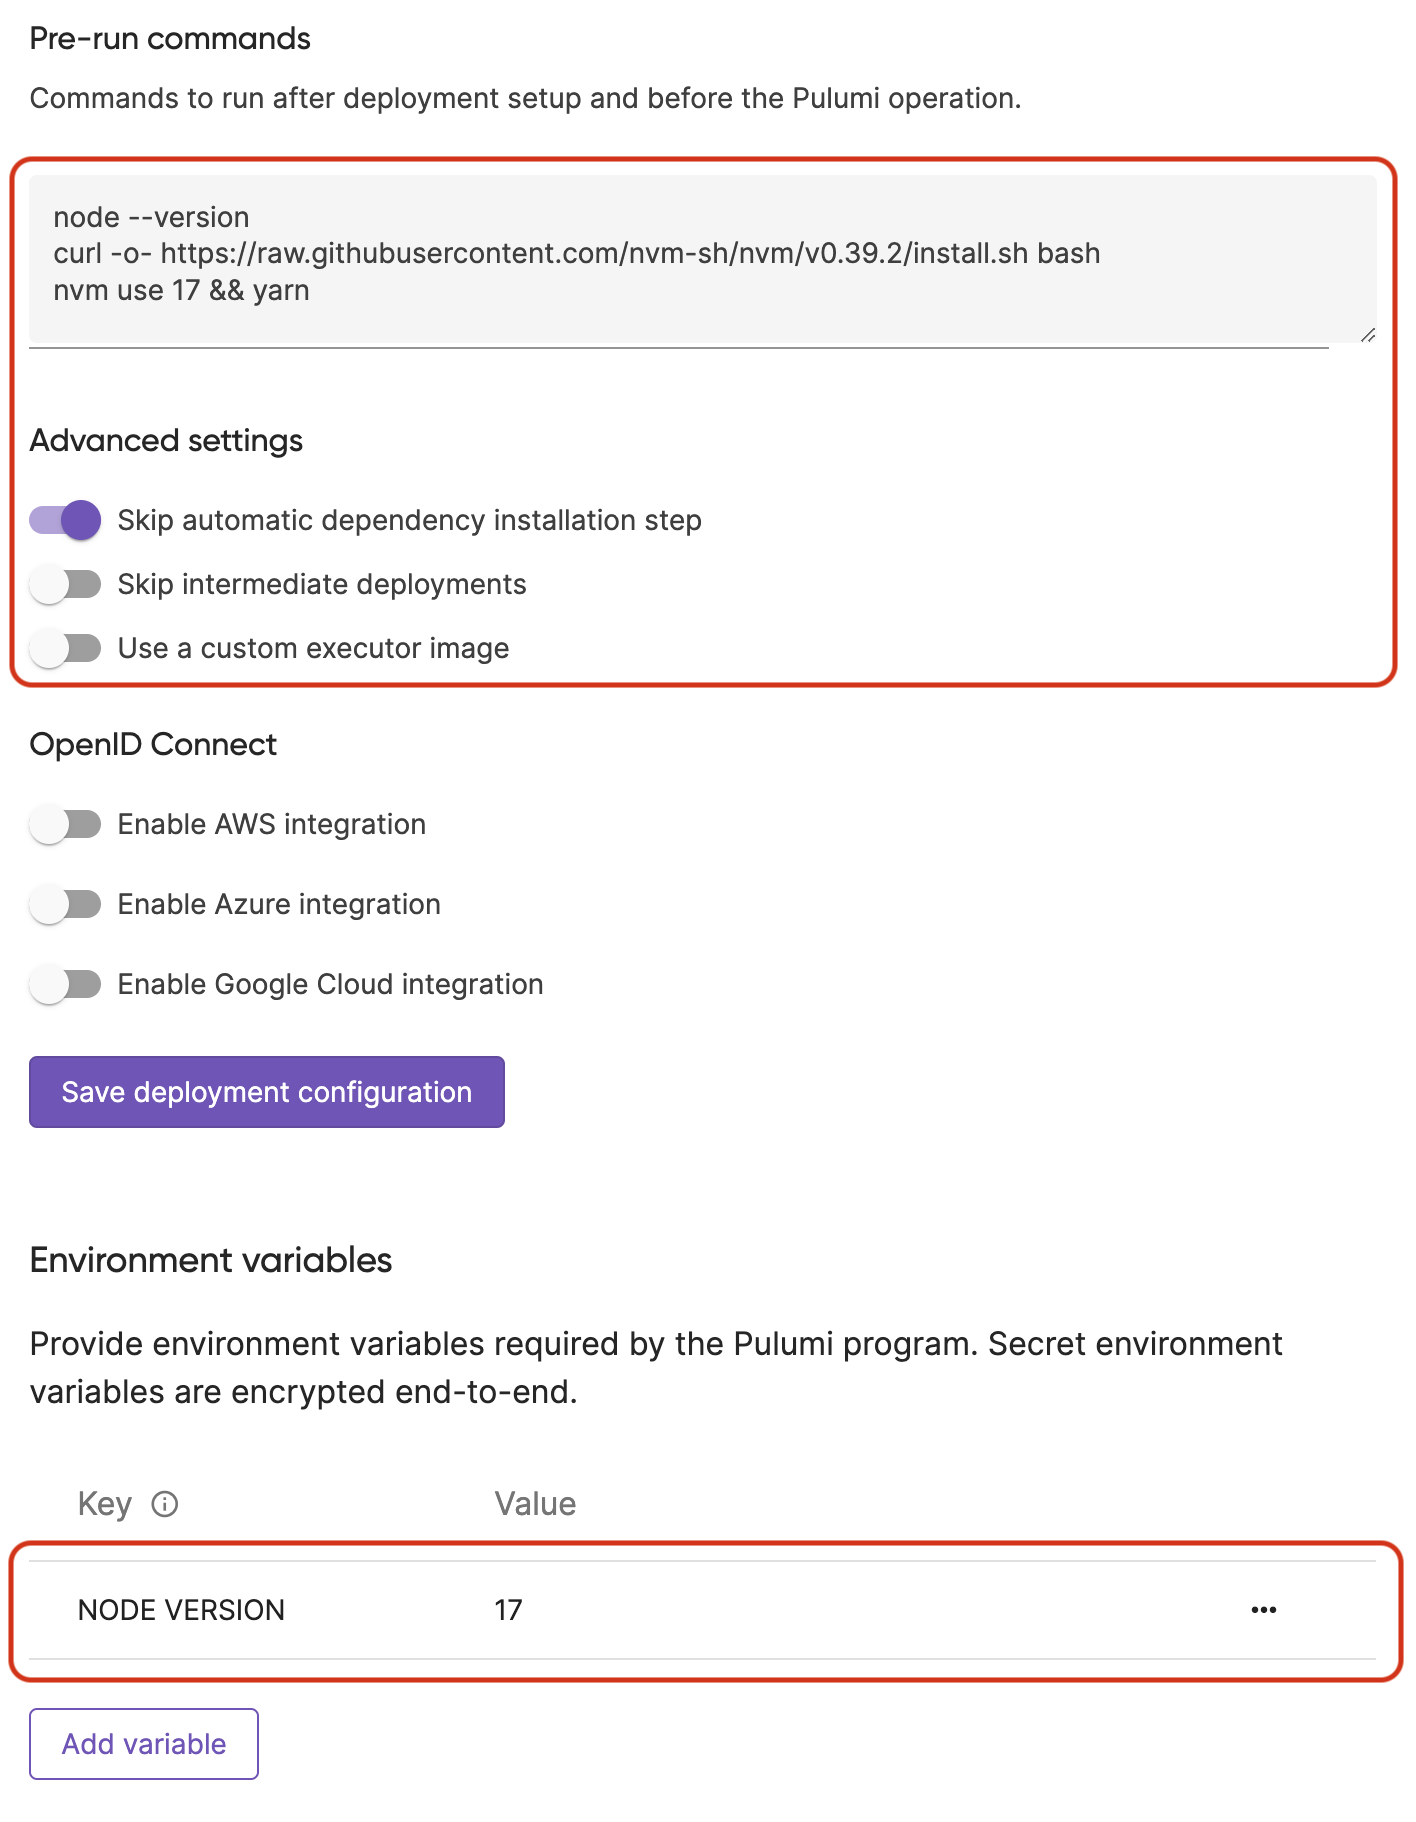 Pre-run commands
Commands to run after deployment setup and before the Pulumi operation.
node --version
curl -o- https://raw.githubusercontent.com/nvm-sh/nvm/v0.39.2/install.sh bash
nvm use 17 && yarn
Advanced settings
Skip automatic dependency installation step
Skip intermediate deployments
Use a custom executor image
OpenID Connect
Enable AWS integration
Enable Azure integration
Enable Google Cloud integration
Save deployment configuration
Environment variables
Provide environment variables required by the Pulumi program. Secret environment
variables are encrypted end-to-end.
Key Value
NODE VERSION 17
Add variable